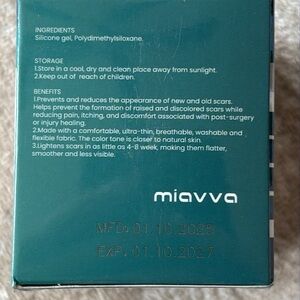 INGREDIENTS
Silicone gel, Polydimethylsiloxane.
STORAGE
1.Store in a cool, dry and clean place away from sunlight.
2.Keep out of reach of children.
BENEFITS
1.Prevents and reduces the appearance of new and old scars.
Helps prevent the formation of raised and discolored scars while
reducing pain, itching, and discomfort associated with post-surgery
or injury healing.
2.Made with a comfortable, ultra-thin, breathable, washable and
flexible fabric. The color tone is closer to natural skin.
3.Lightens scars in as little as 4-8 week, making them flatter,
smoother and less visible.
miavva
MFD. 01.10.2025
EXP. 01.10.2027